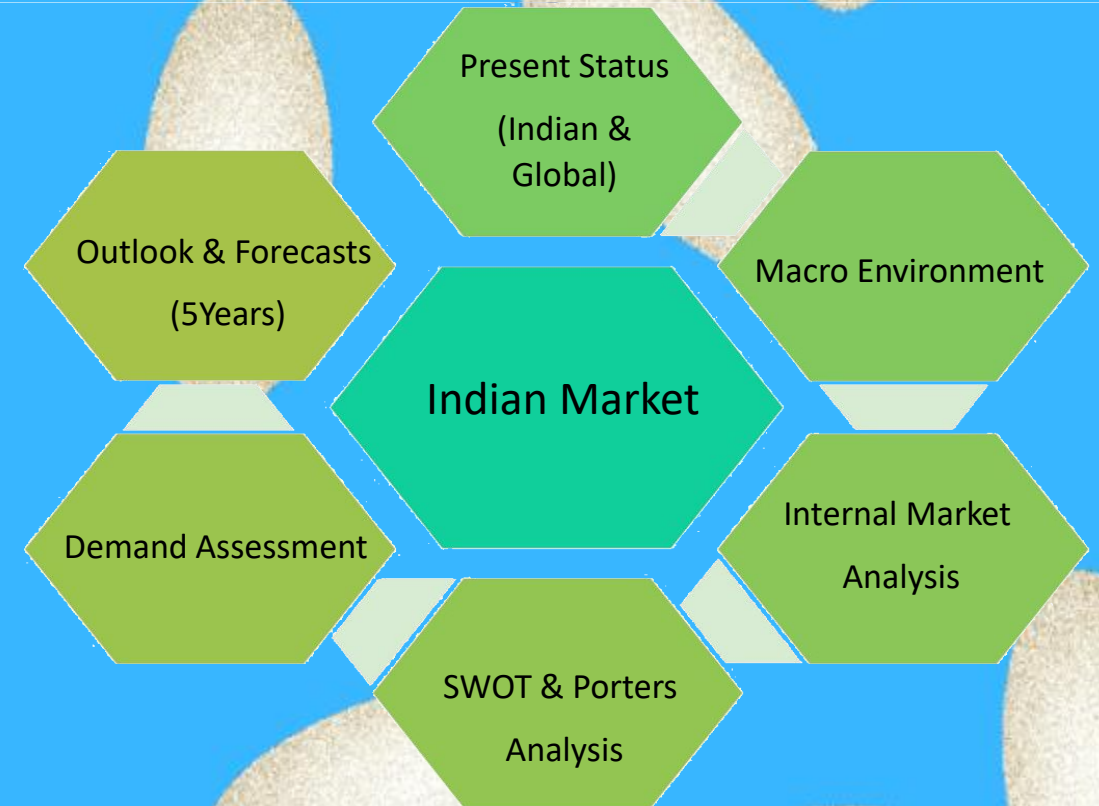 Present Status
(Indian &
Global)
Macro Environment
Internal Market
Analysis
SWOT & Porters
Analysis
Demand Assessment
Outlook & Forecasts
(5Years)
Indian Market